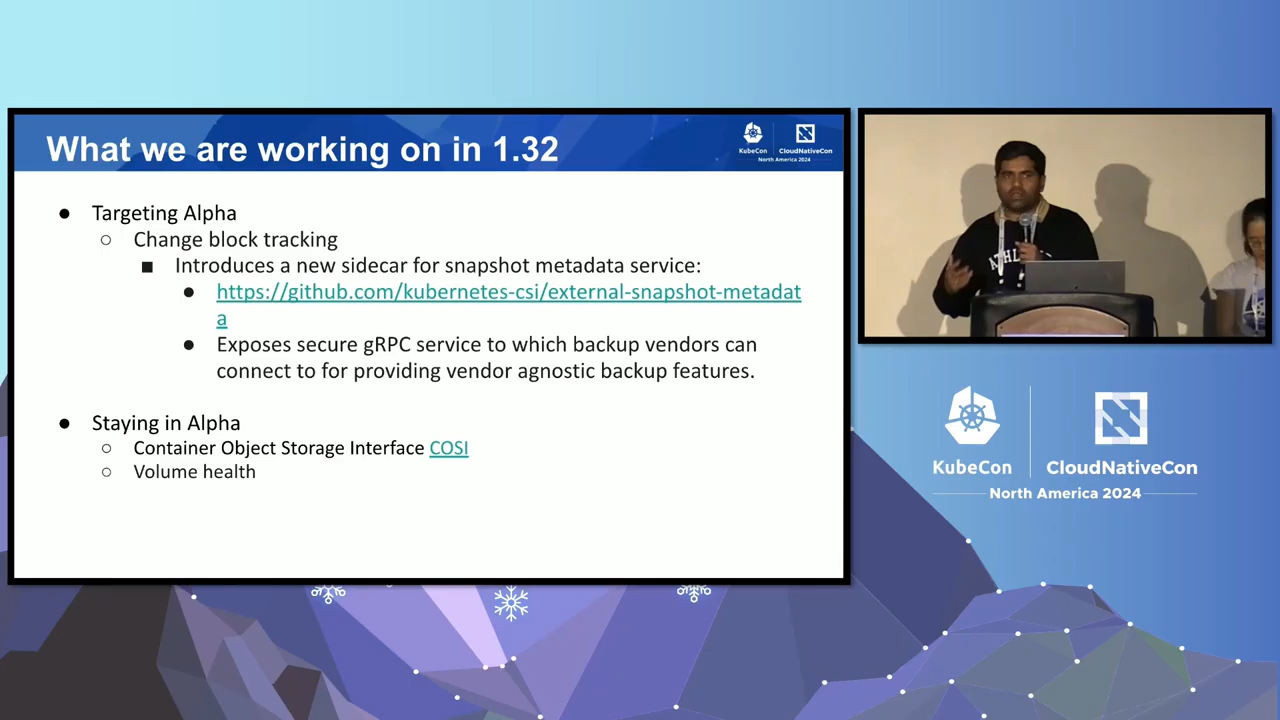 What we are working on in 1.32
KubeCon
CloudNativeCon
North America 2024
● Targeting Alpha
○ Change block tracking
■ Introduces a new sidecar for snapshot metadata service:
● https://github.com/kubernetes-csi/external-snapshot-metadat
a
● Exposes secure gRPC service to which backup vendors can
connect to for providing vendor agnostic backup features.
● Staying in Alpha
○ Container Object Storage Interface COSI
○ Volume health
KubeCon
CloudNativeCon
North America 2024